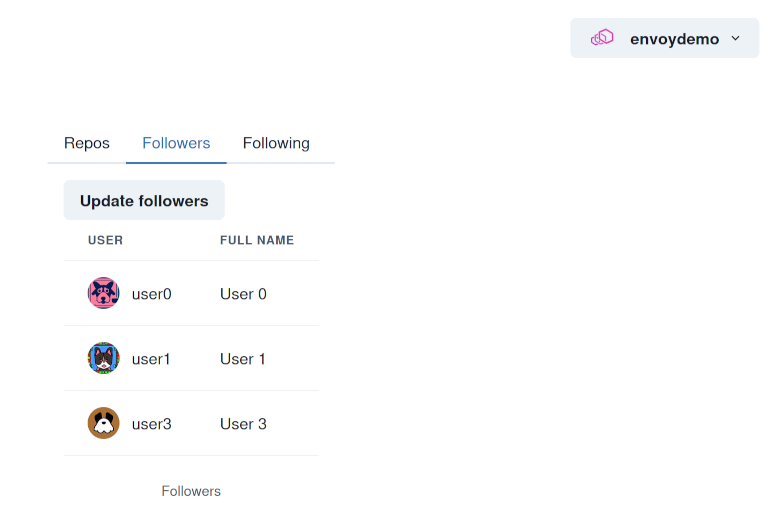 envoydemo
Repos Followers Following
Update followers
USER FULL NAME
user0 User 0
user1 User 1
user3 User 3
Followers